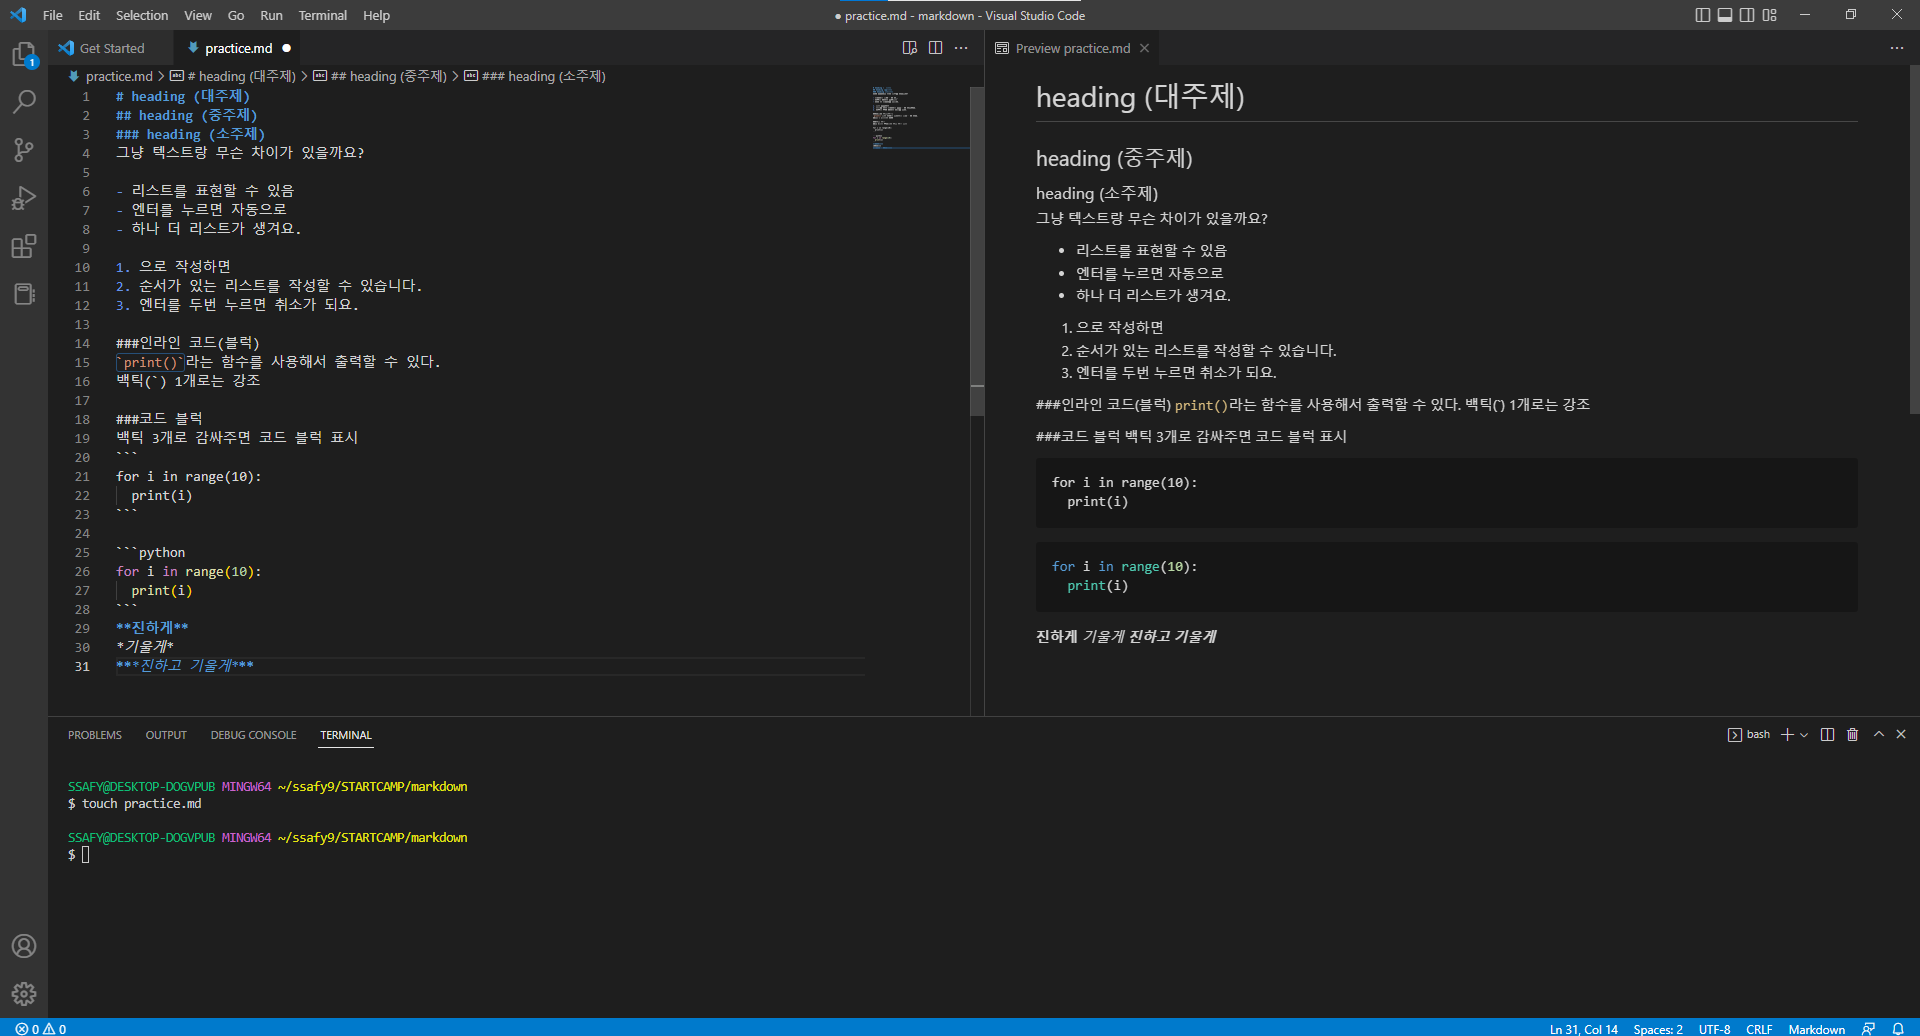 File Edit Selection View Go Run Terminal Help
● practice.md - markdown - Visual Studio Code
Get Started
practice.md ●
1
practice.md > # heading (대주제) > ## heading (중주제) > ### heading (소주제)
1 # heading (대주제)
2 ## heading (중주제)
3 ### heading (소주제)
4 그냥 텍스트랑 무슨 차이가 있을까요?
5
6 - 리스트를 표현할 수 있음
7 - 엔터를 누르면 자동으로
8 - 하나 더 리스트가 생겨요.
9
10 1. 으로 작성하면
11 2. 순서가 있는 리스트를 작성할 수 있습니다.
12 3. 엔터를 두번 누르면 취소가 되요.
13
14 ###인라인 코드(블럭)
15 `print()`라는 함수를 사용해서 출력할 수 있다.
16 백틱(`) 1개로는 강조
17
18 ###코드 블럭
19 백틱 3개로 감싸주면 코드 블럭 표시
20 ```
21 for i in range(10):
22   print(i)
23 ```
24
25 ```python
26 for i in range(10):
27   print(i)
28 ```
29 **진하게**
30 *기울게*
31 ***진하고 기울게***
Preview practice.md
heading (대주제)
heading (중주제)
heading (소주제)
그냥 텍스트랑 무슨 차이가 있을까요?
• 리스트를 표현할 수 있음
• 엔터를 누르면 자동으로
• 하나 더 리스트가 생겨요.
1. 으로 작성하면
2. 순서가 있는 리스트를 작성할 수 있습니다.
3. 엔터를 두번 누르면 취소가 되요.
###인라인 코드(블럭) print()라는 함수를 사용해서 출력할 수 있다. 백틱(`) 1개로는 강조
###코드 블럭 백틱 3개로 감싸주면 코드 블럭 표시
for i in range(10):
  print(i)
for i in range(10):
  print(i)
진하게 기울게 진하고 기울게
PROBLEMS OUTPUT DEBUG CONSOLE TERMINAL
bash
SSAFY@DESKTOP-DOGVPUB MINGW64 ~/ssafy9/STARTCAMP/markdown
$ touch practice.md
SSAFY@DESKTOP-DOGVPUB MINGW64 ~/ssafy9/STARTCAMP/markdown
$
0 0
Ln 31, Col 14 Spaces: 2 UTF-8 CRLF Markdown